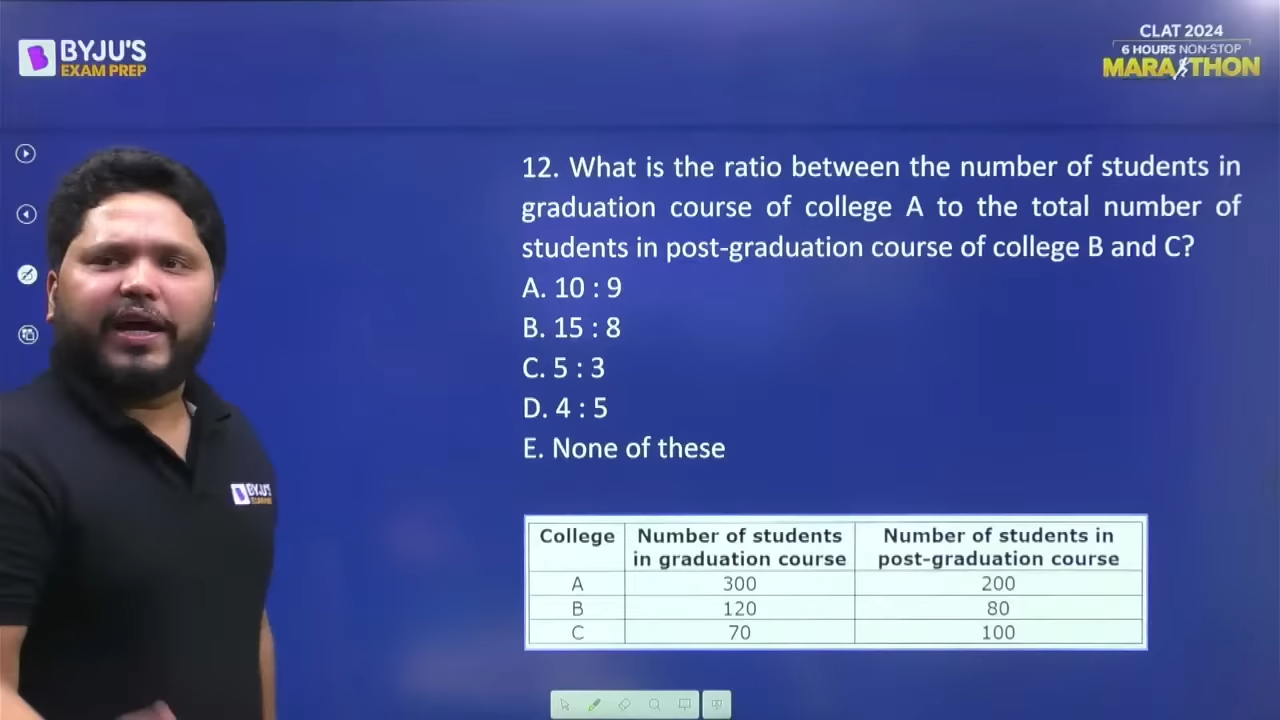 BYJU'S
EXAM PREP
CLAT 2024
6 HOURS NON-STOP
MARATHON
12. What is the ratio between the number of students in
graduation course of college A to the total number of
students in post-graduation course of college B and C?
A. 10 : 9
B. 15 : 8
C. 5 : 3
D. 4 : 5
E. None of these
BYJU'S
College Number of students in graduation course Number of students in post-graduation course
A 300 200
B 120 80
C 70 100